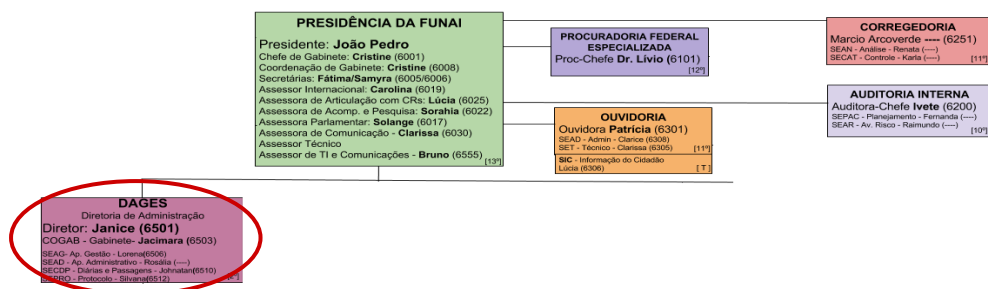 PRESIDÊNCIA DA FUNAI
Presidente: João Pedro
Chefe de Gabinete: Cristine (6001)
Coordenação de Gabinete: Cristine (6008)
Secretárias: Fátima/Samyra (6005/6006)
Assessor Internacional: Carolina (6019)
Assessora de Articulação com CRs: Lúcia (6025)
Assessora de Acomp. e Pesquisa: Sorahia (6022)
Assessora Parlamentar: Solange (6017)
Assessora de Comunicação - Clarissa (6030)
Assessor Técnico
Assessor de TI e Comunicações - Bruno (6555)
[13º]
PROCURADORIA FEDERAL
ESPECIALIZADA
Proc-Chefe Dr. Lívio (6101)
[12º]
CORREGEDORIA
Marcio Arcoverde ---- (6251)
SEAN - Análise - Renata (----)
SECAT - Controle - Karla (----) [11º]
AUDITORIA INTERNA
Auditora-Chefe Ivete (6200)
SEPAC - Planejamento - Fernanda (----)
SEAR - Av. Risco - Raimundo (----) [10º]
OUVIDORIA
Ouvidora Patrícia (6301)
SEAD - Admin - Clarice (6308)
SET - Técnico - Clarissa (6305) [11º]
SIC - Informação do Cidadão
Lúcia (6306) [ T ]
DAGES
Diretoria de Administração
Diretor: Janice (6501)
COGAB - Gabinete- Jacimara (6503)
SEAG- Ap. Gestão - Lorena(6506)
SEAD - Ap. Administrativo - Rosália (----)
SECDP - Diárias e Passagens - Johnatan(6510)
SEPRO - Protocolo - Silvana(6512)